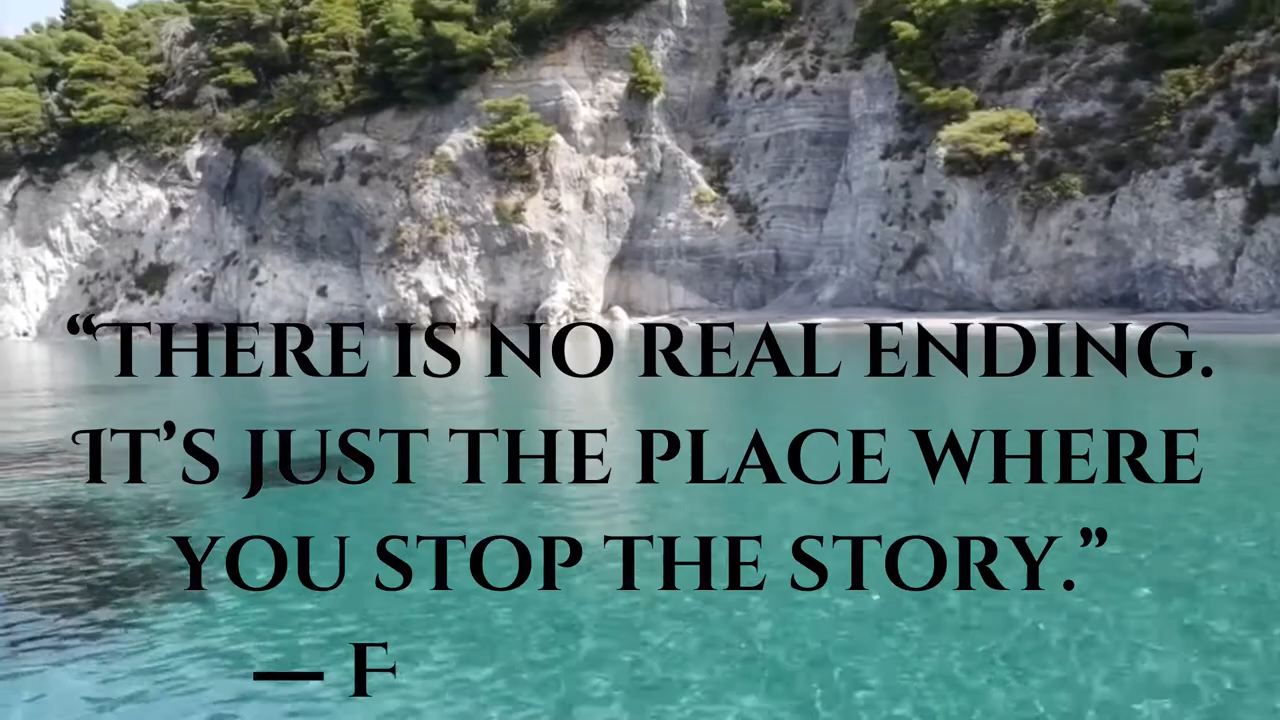 “There is no real ending.
It’s just the place where
you stop the story.”
— F